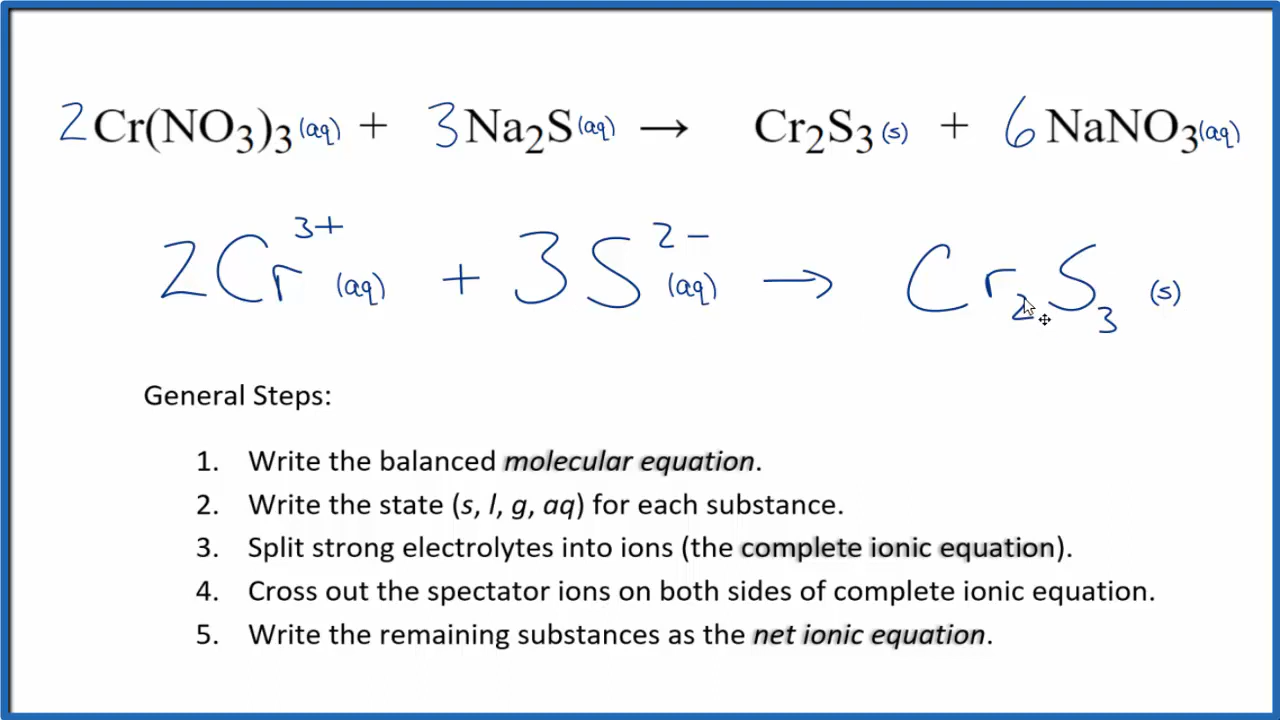 2Cr(NO₃)₃(aq) + 3Na₂S(aq) → Cr₂S₃(s) + 6NaNO₃(aq)
2Cr³⁺(aq) + 3S²⁻(aq) → Cr₂S₃(s)
General Steps:
1. Write the balanced molecular equation.
2. Write the state (s, l, g, aq) for each substance.
3. Split strong electrolytes into ions (the complete ionic equation).
4. Cross out the spectator ions on both sides of complete ionic equation.
5. Write the remaining substances as the net ionic equation.